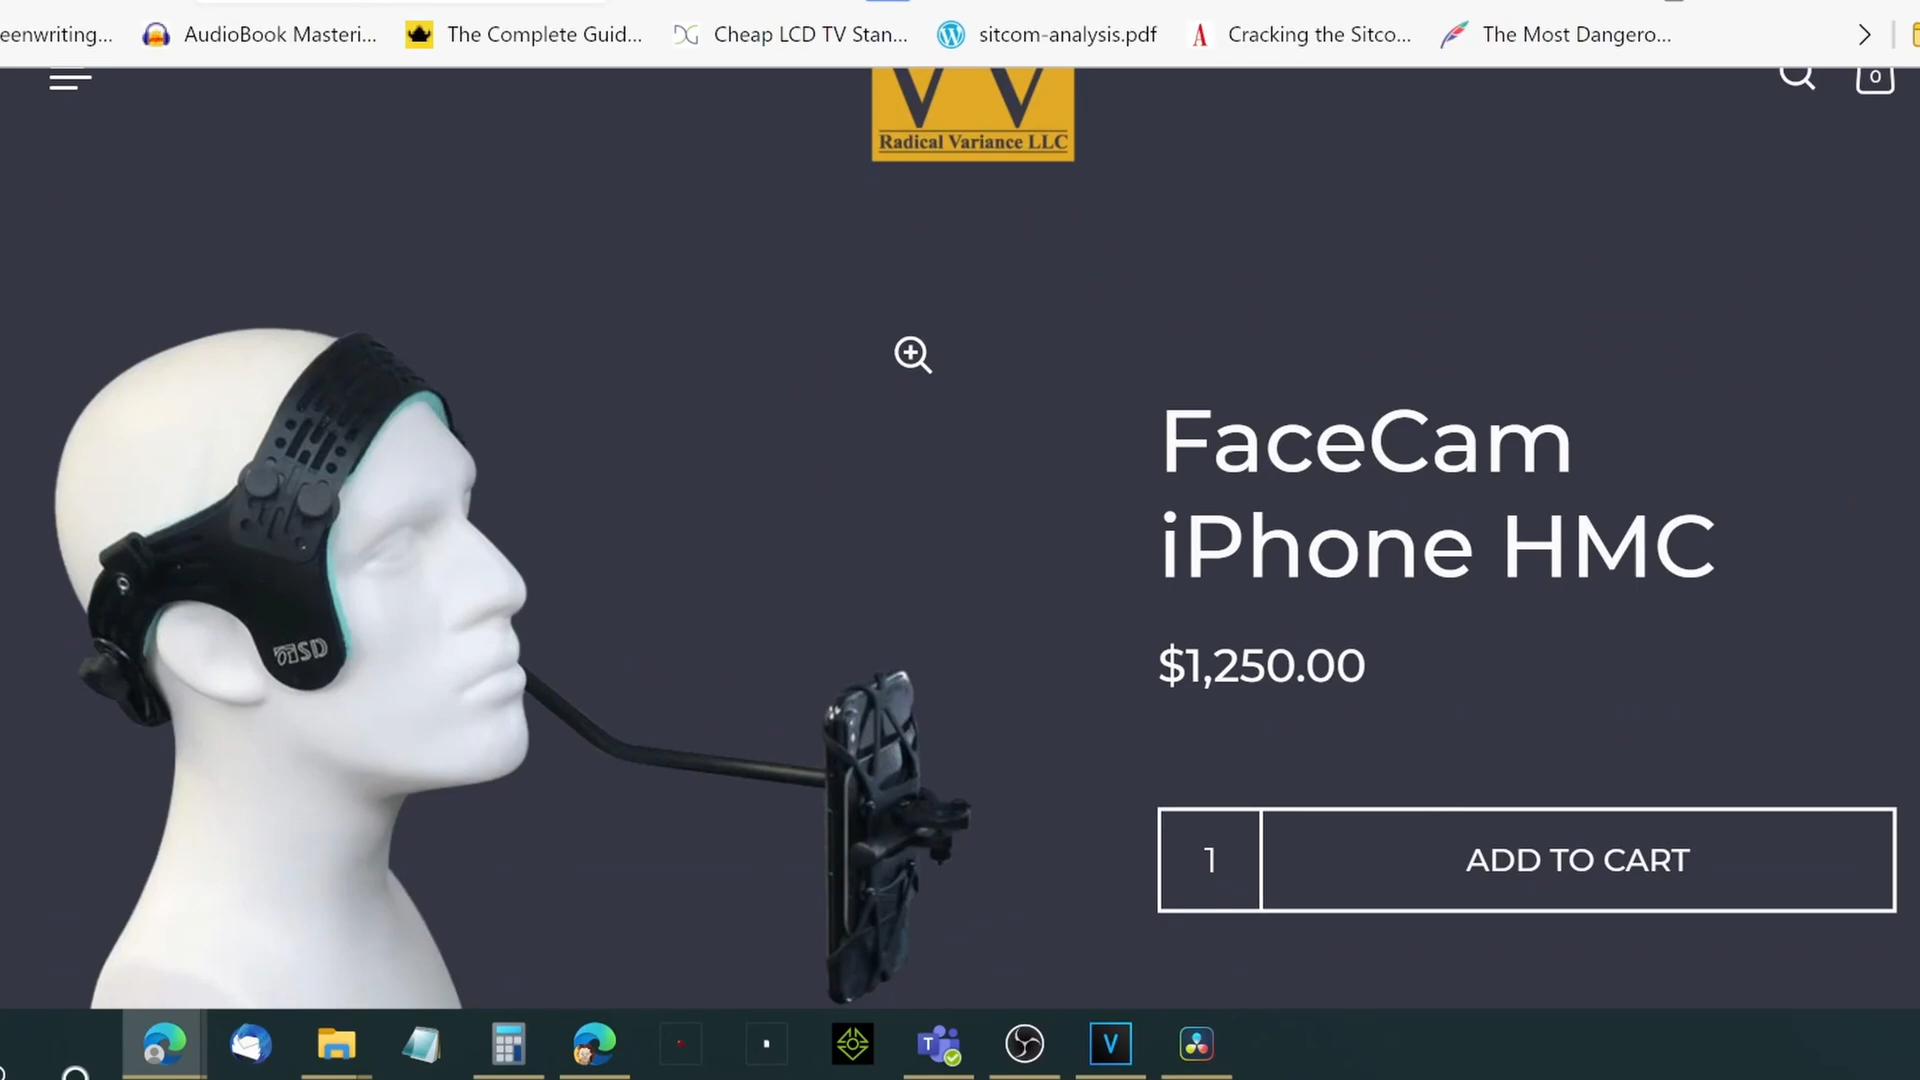 eenwriting... AudioBook Masteri... The Complete Guid... Cheap LCD TV Stan... sitcom-analysis.pdf Cracking the Sitco... The Most Dangero...
0
Radical Variance LLC
FaceCam
iPhone HMC
$1,250.00
1 ADD TO CART